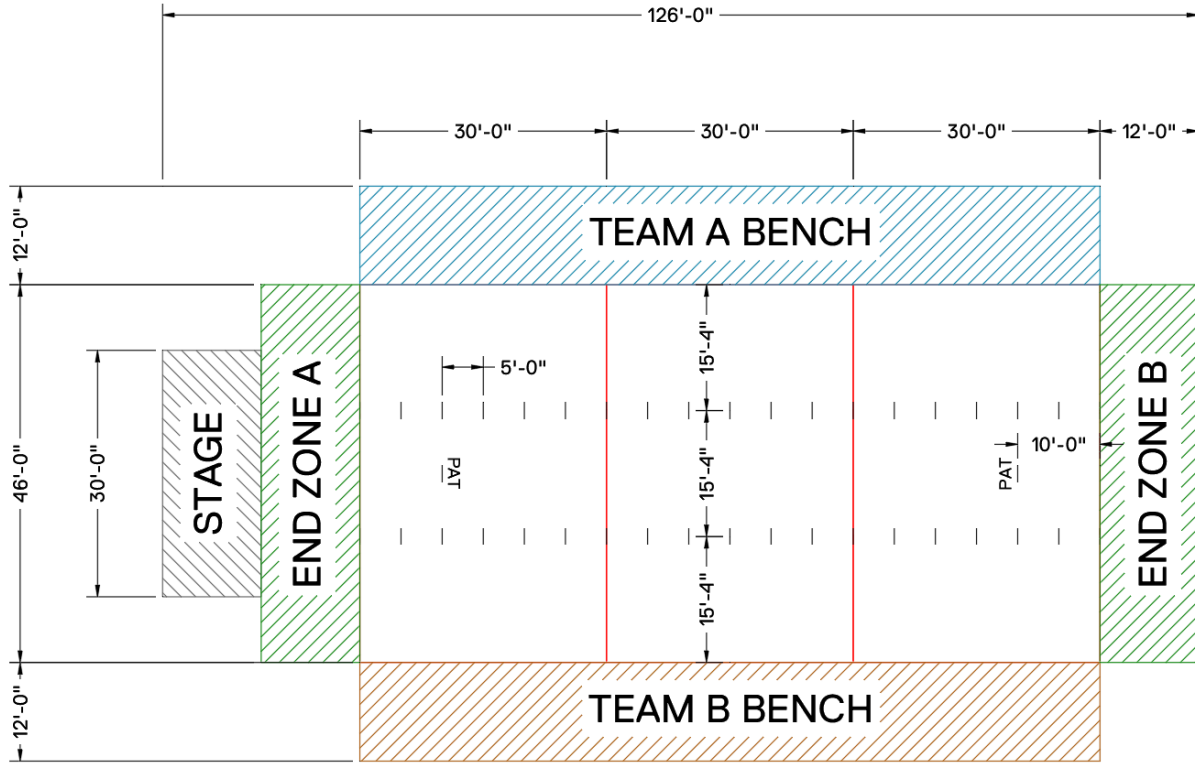 126'-0"
30'-0"
30'-0"
30'-0"
12'-0"
12'-0"
TEAM A BENCH
46'-0"
30'-0"
STAGE
END ZONE A
5'-0"
PAT
15'-4"
15'-4"
15'-4"
10'-0"
PAT
END ZONE B
12'-0"
TEAM B BENCH